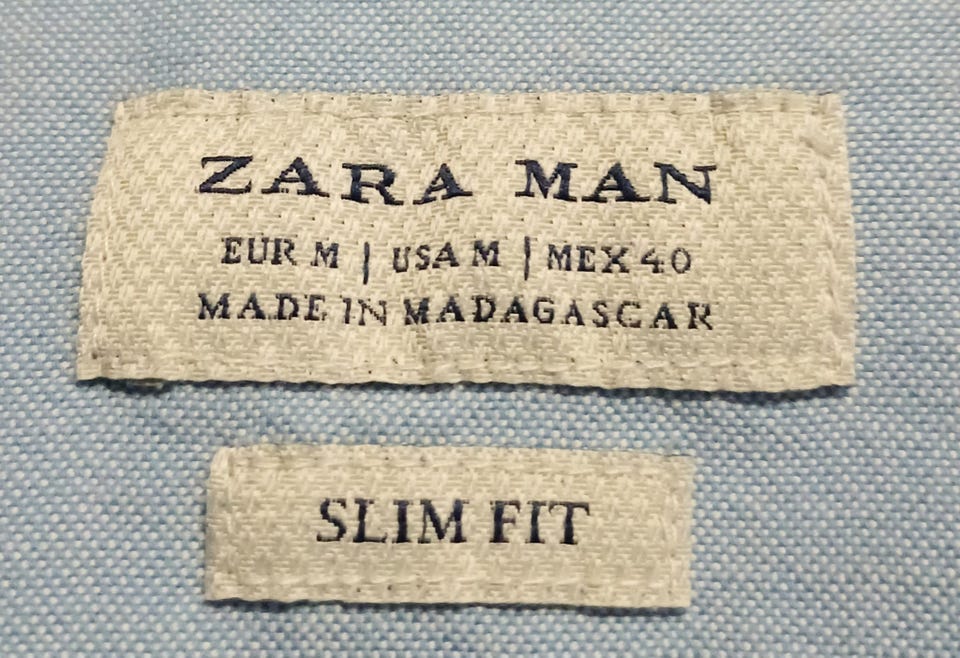 ZARA MAN
EUR M | USA M | MEX 40
MADE IN MADAGASCAR
SLIM FIT